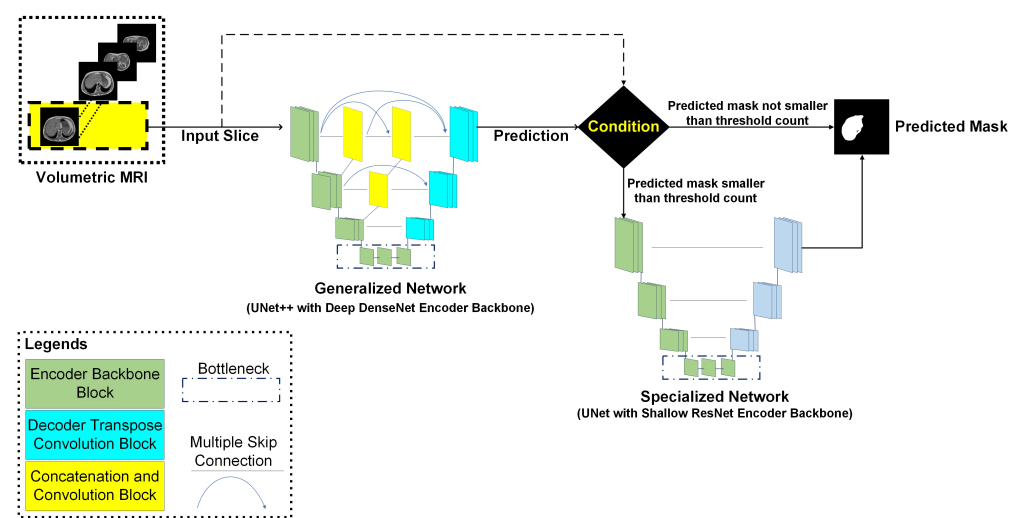 Volumetric MRI
Input Slice
Prediction
Condition
Predicted mask not smaller
than threshold count
Predicted Mask
Predicted mask smaller
than threshold count
Generalized Network
(UNet++ with Deep DenseNet Encoder Backbone)
Specialized Network
(UNet with Shallow ResNet Encoder Backbone)
Legends
Encoder Backbone
Block
Bottleneck
Decoder Transpose
Convolution Block
Multiple Skip
Connection
Concatenation and
Convolution Block